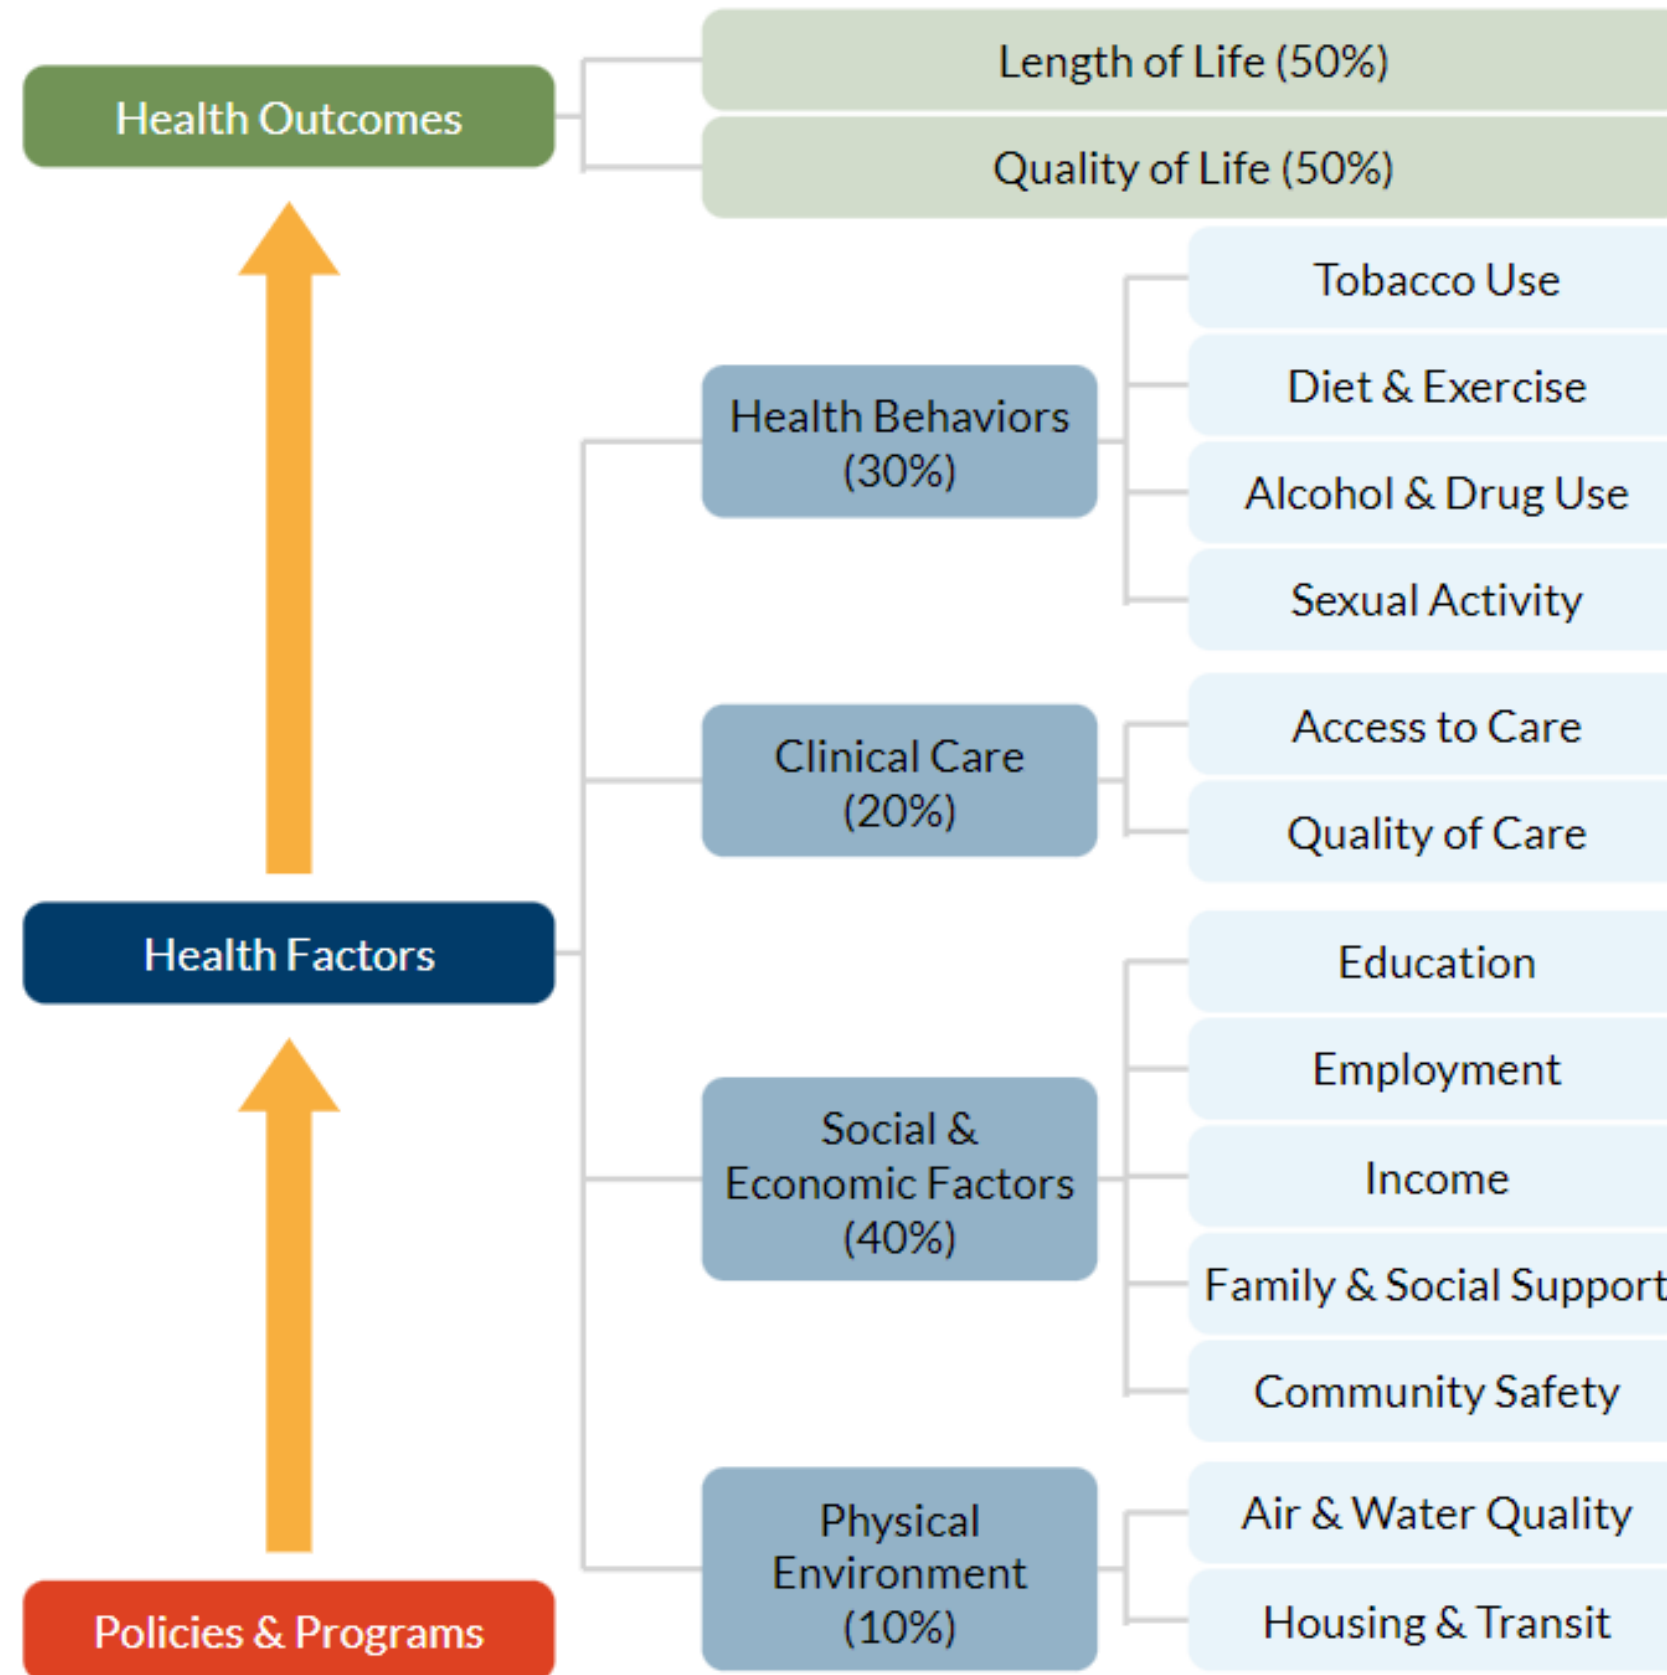 Health Outcomes
Length of Life (50%)
Quality of Life (50%)
Health Factors
Health Behaviors
(30%)
Tobacco Use
Diet & Exercise
Alcohol & Drug Use
Sexual Activity
Clinical Care
(20%)
Access to Care
Quality of Care
Social &
Economic Factors
(40%)
Education
Employment
Income
Family & Social Support
Community Safety
Physical
Environment
(10%)
Air & Water Quality
Housing & Transit
Policies & Programs